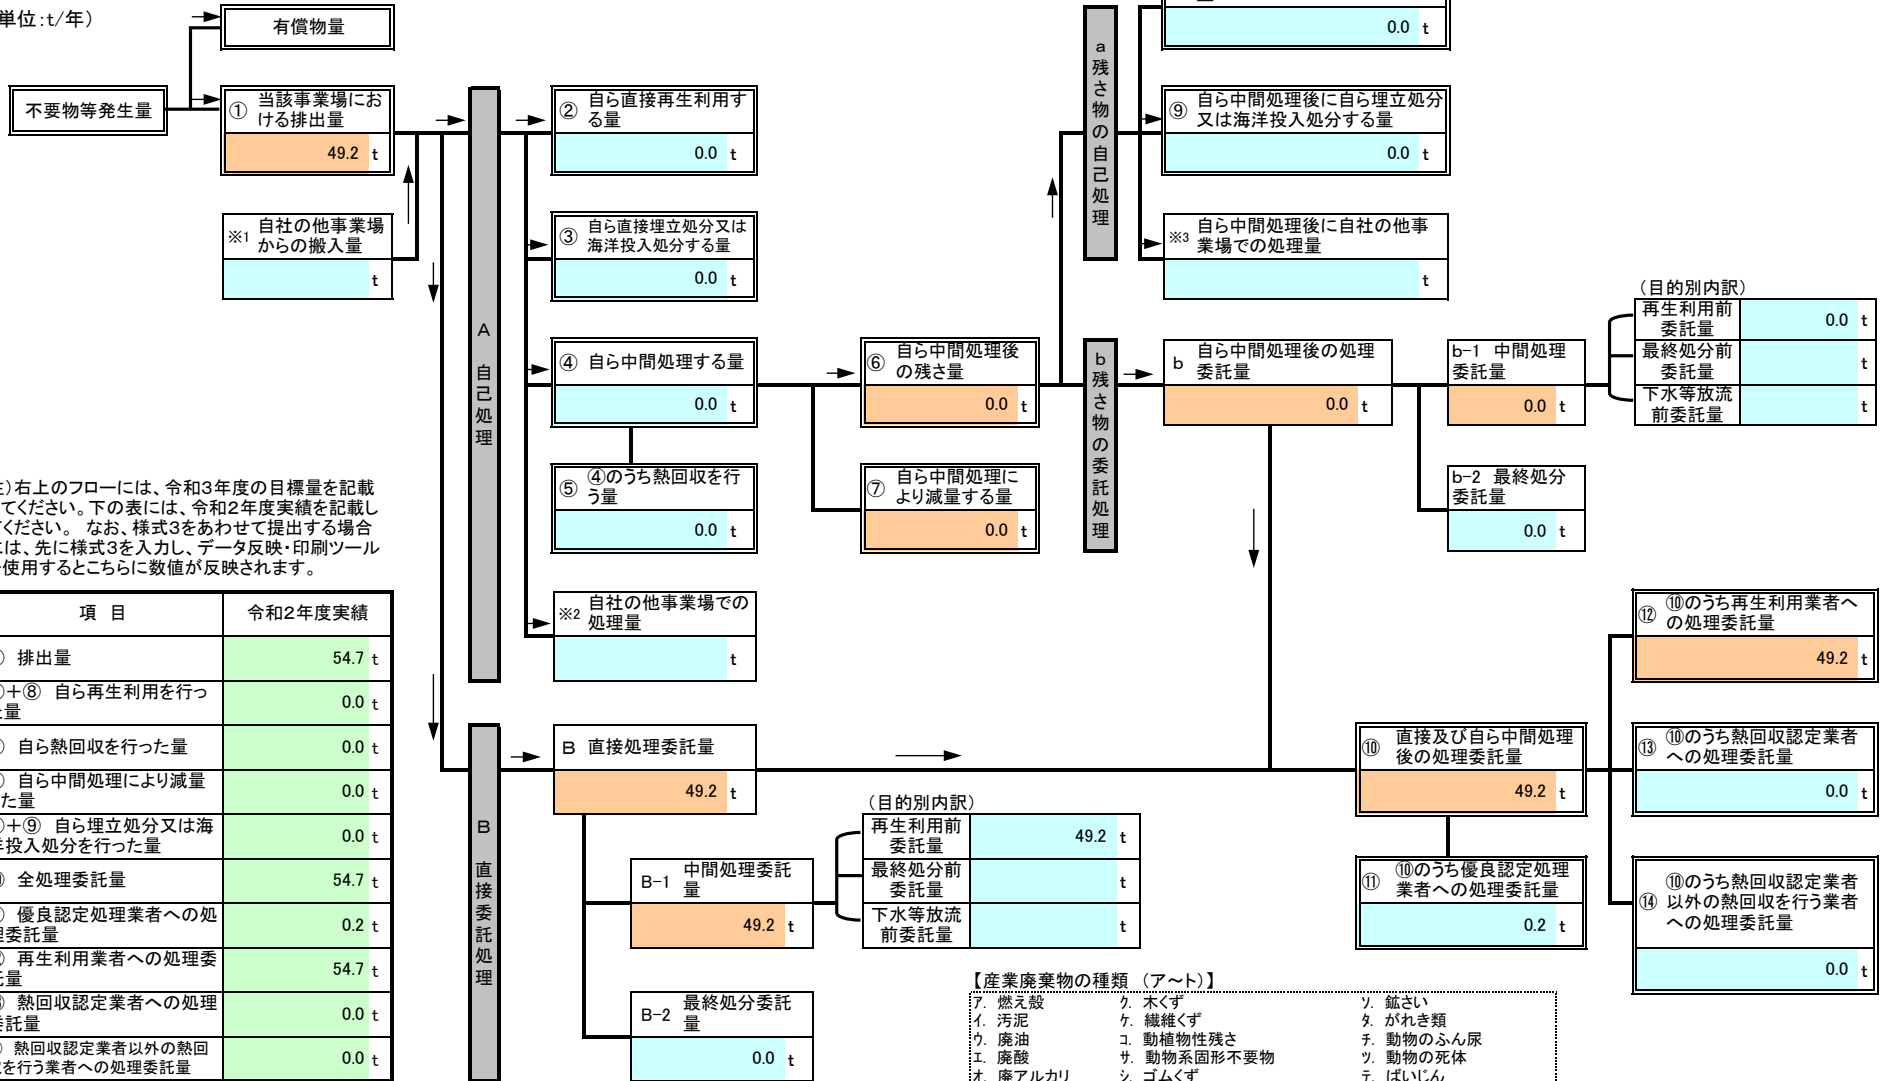 単位:t/年)
有償物量
不要物等発生量
① 当該事業場にお
ける排出量
49.2 t
※1 自社の他事業場
からの搬入量
t
A 自己処理
② 自ら直接再生利用す
る量
0.0 t
③ 自ら直接埋立処分又は
海洋投入処分する量
0.0 t
④ 自ら中間処理する量
0.0 t
⑤ ④のうち熱回収を行
う量
0.0 t
※2 自社の他事業場での
処理量
t
⑥ 自ら中間処理後
の残さ量
0.0 t
⑦ 自ら中間処理に
より減量する量
0.0 t
a 残さ物の自己処理
0.0 t
⑨ 自ら中間処理後に自ら埋立処分
又は海洋投入処分する量
0.0 t
※3 自ら中間処理後に自社の他事
業場での処理量
t
b 残さ物の委託処理
b 自ら中間処理後の処理
委託量
0.0 t
b-1 中間処理
委託量
0.0 t
b-2 最終処分
委託量
0.0 t
(目的別内訳)
再生利用前
委託量
0.0 t
最終処分前
委託量
t
下水等放流
前委託量
t
)右上のフローには、令和3年度の目標量を記載
てください。下の表には、令和2年度実績を記載し
ください。 なお、様式3をあわせて提出する場合
は、先に様式3を入力し、データ反映・印刷ツール
使用するとこちらに数値が反映されます。
項 目 令和2年度実績
) 排出量 54.7 t
)+⑧ 自ら再生利用を行っ
量
0.0 t
) 自ら熱回収を行った量 0.0 t
) 自ら中間処理により減量
た量
0.0 t
)+⑨ 自ら埋立処分又は海
投入処分を行った量
0.0 t
) 全処理委託量 54.7 t
) 優良認定処理業者への処
委託量
0.2 t
) 再生利用業者への処理委
量
54.7 t
) 熱回収認定業者への処理
託量
0.0 t
) 熱回収認定業者以外の熱回
を行う業者への処理委託量
0.0 t
B 直接委託処理
B 直接処理委託量
49.2 t
B-1 中間処理委託
量
49.2 t
B-2 最終処分委託
量
0.0 t
(目的別内訳)
再生利用前
委託量
49.2 t
最終処分前
委託量
t
下水等放流
前委託量
t
⑩ 直接及び自ら中間処理
後の処理委託量
49.2 t
⑪ ⑩のうち優良認定処理
業者への処理委託量
0.2 t
⑫ ⑩のうち再生利用業者へ
の処理委託量
49.2 t
⑬ ⑩のうち熱回収認定業者
への処理委託量
0.0 t
⑭ ⑩のうち熱回収認定業者
以外の熱回収を行う業者
への処理委託量
0.0 t
【産業廃棄物の種類 (ア~ト)】
ア. 燃え殻 ク. 木くず ソ. 鉱さい
イ. 汚泥 ケ. 繊維くず タ. がれき類
ウ. 廃油 コ. 動植物性残さ チ. 動物のふん尿
エ. 廃酸 サ. 動物系固形不要物 ツ. 動物の死体
オ. 廃アルカリ シ. ゴムくず テ. ばいじん